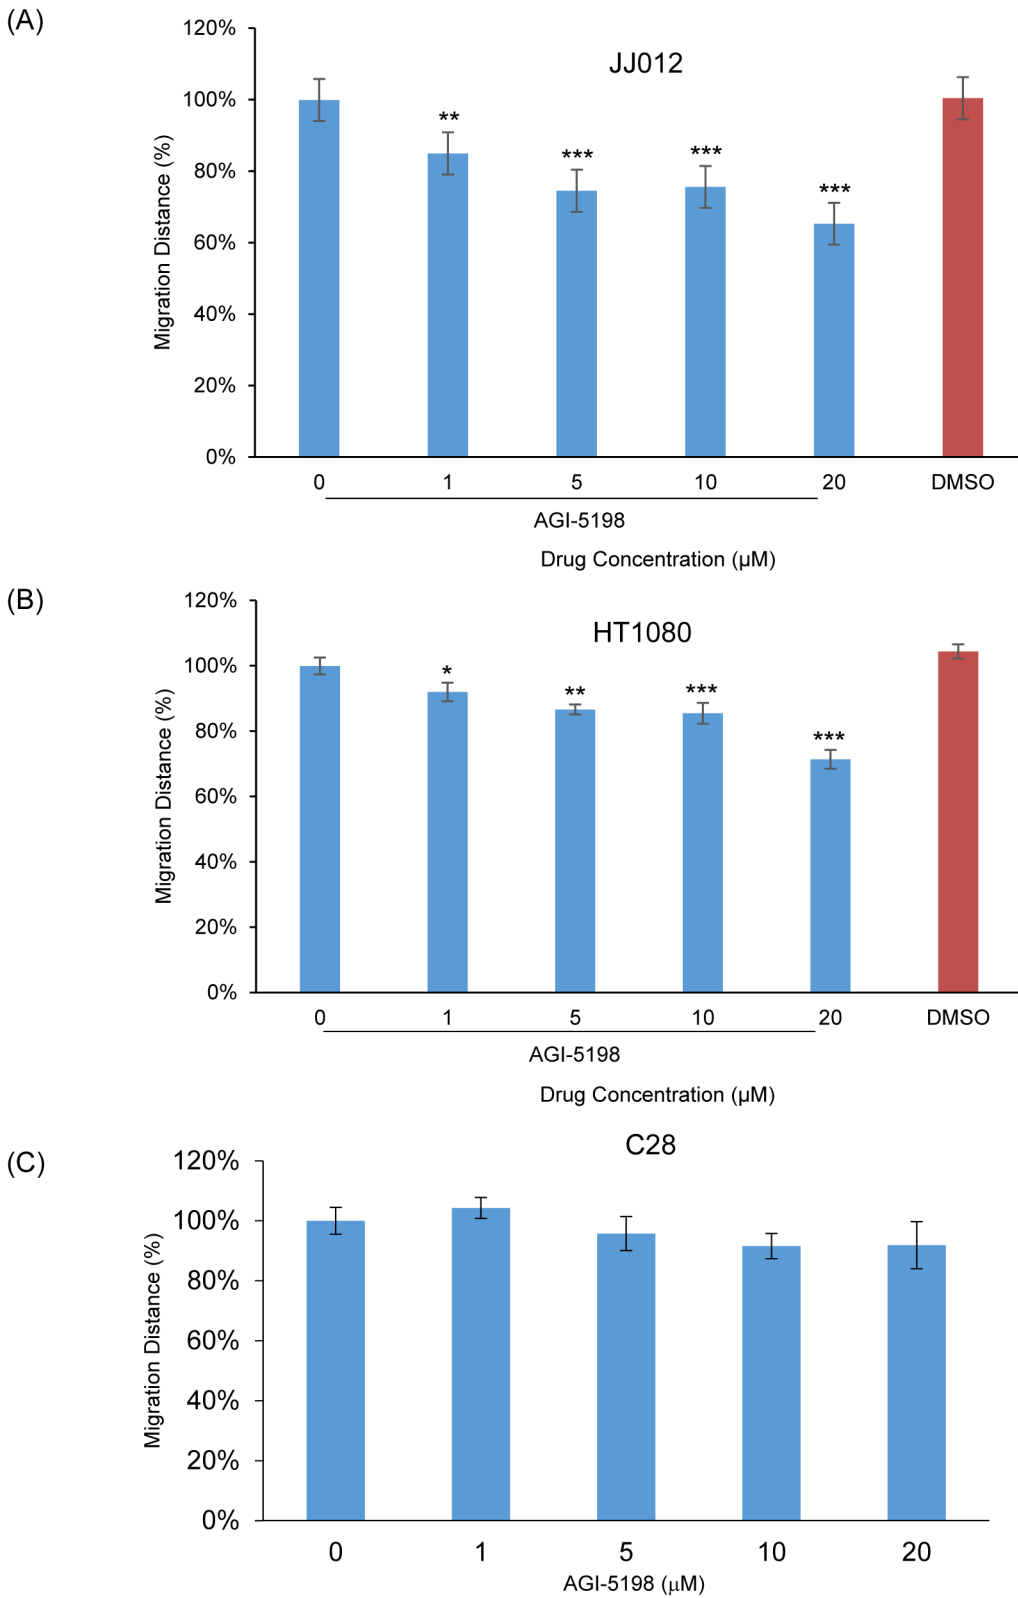 (A)
JJ012
120%
100%
80%
60%
40%
20%
0%
Migration Distance (%)
**
***
***
***
0 1 5 10 20 DMSO
AGI-5198
Drug Concentration (µM)
(B)
HT1080
120%
100%
80%
60%
40%
20%
0%
Migration Distance (%)
*
**
***
***
0 1 5 10 20 DMSO
AGI-5198
Drug Concentration (µM)
(C)
C28
120%
100%
80%
60%
40%
20%
0%
Migration Distance (%)
0 1 5 10 20
AGI-5198 (µM)